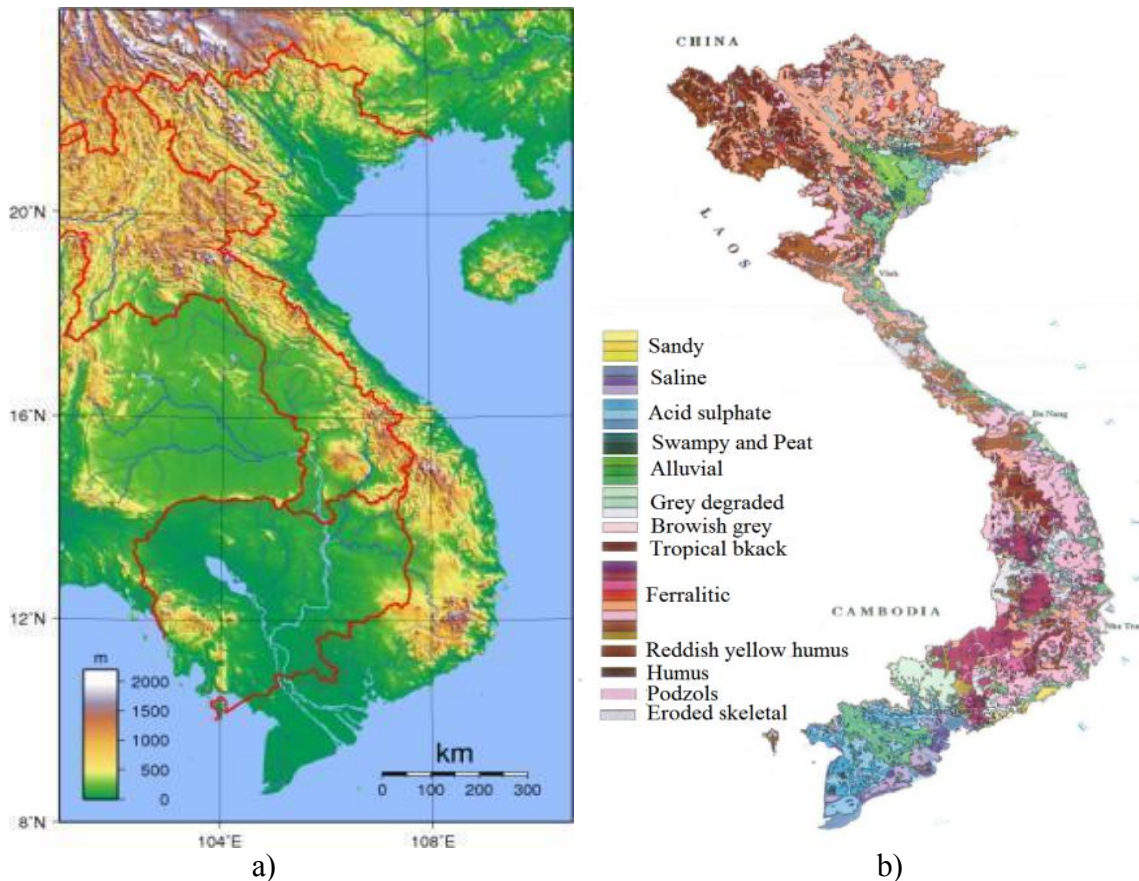 20°N
16°N
12°N
8°N
104°E
108°E
m
2000
1500
1000
500
0
km
0
100
200
300
a)
CHINA
LAOS
Vinh
Da Nang
CAMBODIA
Nha Tra
Sandy
Saline
Acid sulphate
Swampy and Peat
Alluvial
Grey degraded
Browish grey
Tropical bkack
Ferralitic
Reddish yellow humus
Humus
Podzols
Eroded skeletal
b)